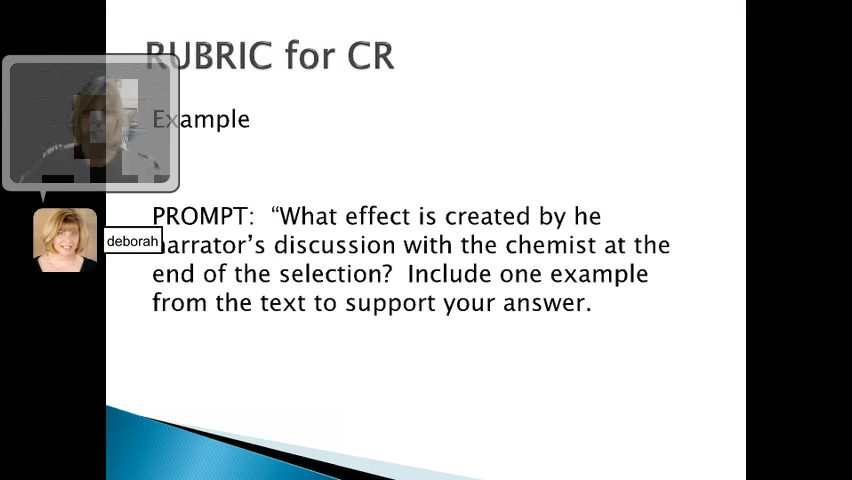 RUBRIC for CR
Example
PROMPT: “What effect is created by he
narrator’s discussion with the chemist at the
end of the selection? Include one example
from the text to support your answer.
deborah